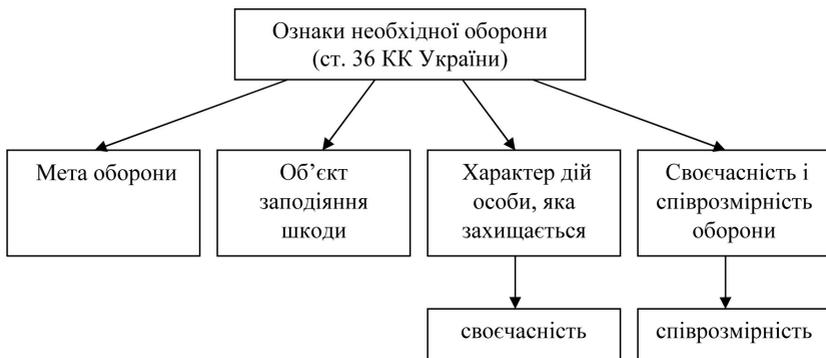 Ознаки необхідної оборони
(ст. 36 КК України)
Мета оборони
Об’єкт
заподіяння
шкоди
Характер дій
особи, яка
захищається
Своєчасність і
співрозмірність
оборони
своєчасність
співрозмірність